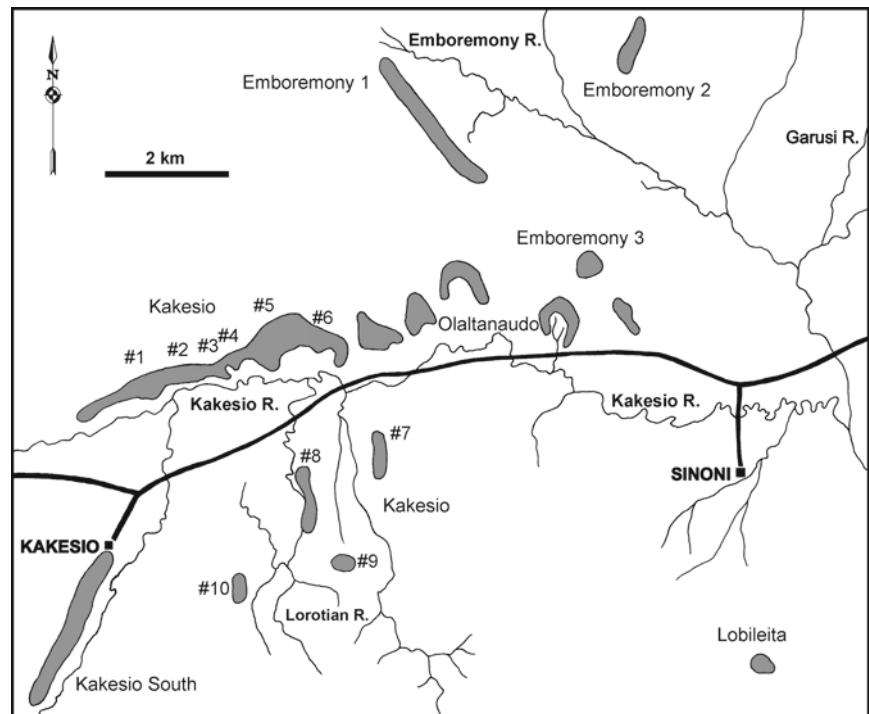 Emboremony R.
N
Emboremony 1
Emboremony 2
Garusi R.
2 km
Emboremony 3
Kakesio
#5
#6
#4
#3
#2
#1
Olaltanaudo
Kakesio R.
Kakesio R.
#7
#8
SINONI
Kakesio
KAKESIO
#9
#10
Lorotian R.
Lobileita
Kakesio South